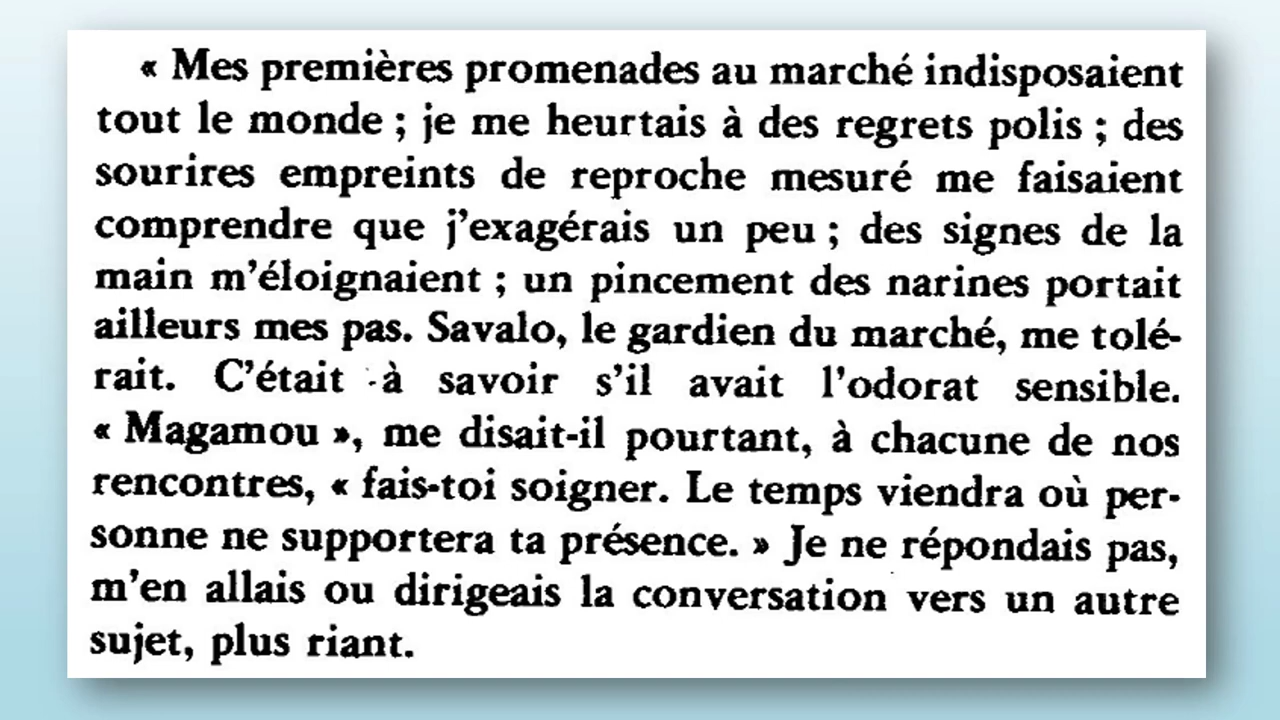 « Mes premières promenades au marché indisposaient
tout le monde ; je me heurtais à des regrets polis ; des
sourires empreints de reproche mesuré me faisaient
comprendre que j'exagérais un peu ; des signes de la
main m'éloignaient ; un pincement des narines portait
ailleurs mes pas. Savalo, le gardien du marché, me tolé-
rait. C'était à savoir s'il avait l'odorat sensible.
« Magamou », me disait-il pourtant, à chacune de nos
rencontres, « fais-toi soigner. Le temps viendra où per-
sonne ne supportera ta présence. » Je ne répondais pas,
m'en allais ou dirigeais la conversation vers un autre
sujet, plus riant.